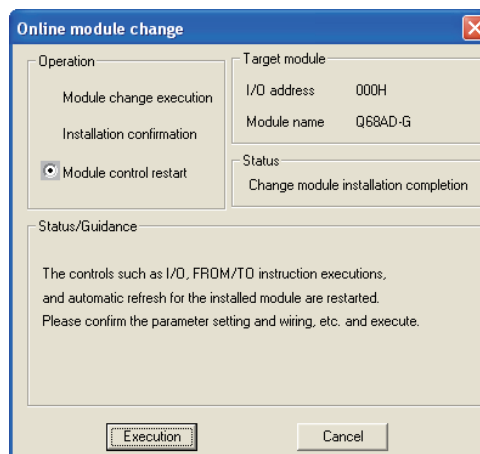 Online module change
Operation
Module change execution
Installation confirmation
Module control restart
Target module
I/O address 000H
Module name Q68AD-G
Status
Change module installation completion
Status/Guidance
The controls such as I/O, FROM/TO instruction executions,
and automatic refresh for the installed module are restarted.
Please confirm the parameter setting and wiring, etc. and execute.
Execution Cancel